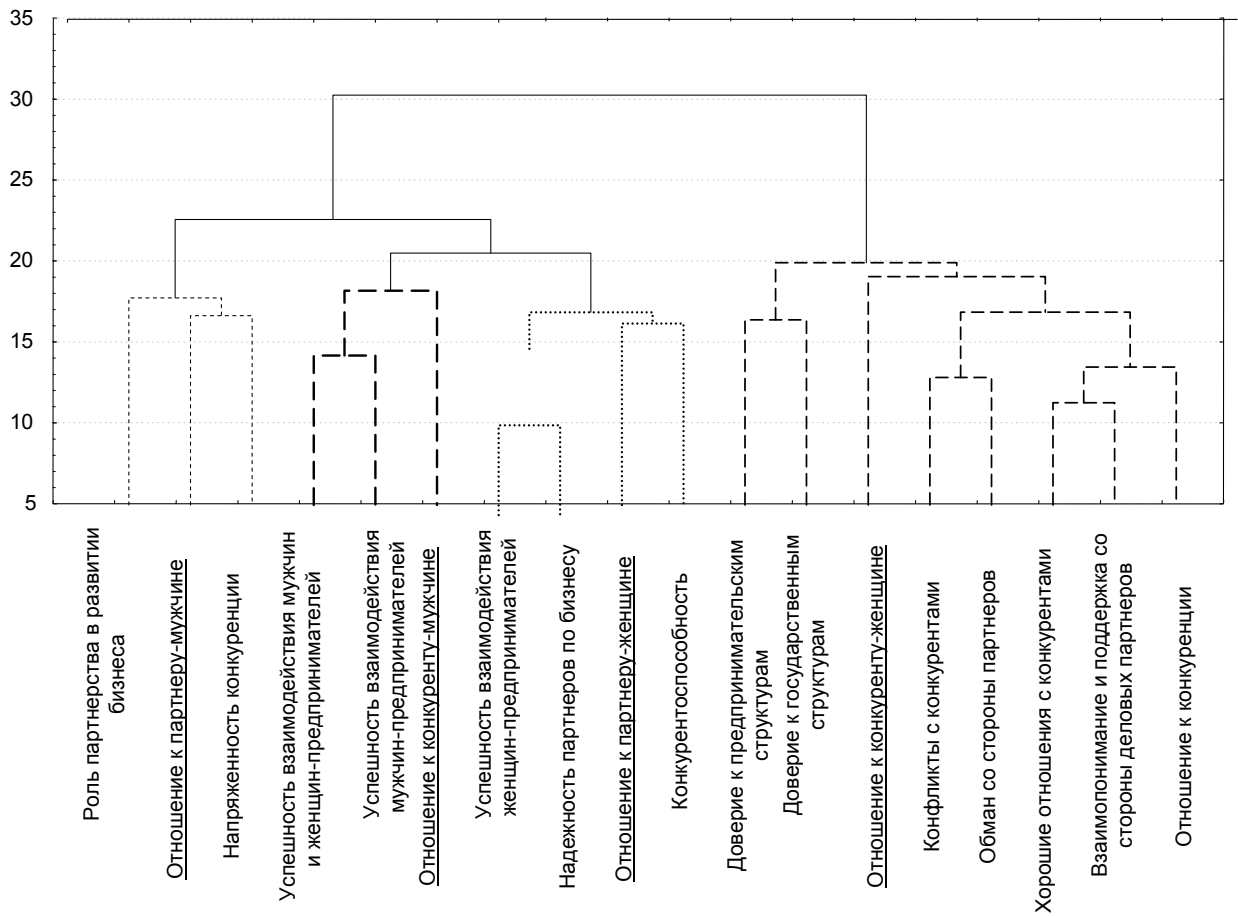 35
30
25
20
15
10
5
Роль партнерства в развитии
бизнеса
Отношение к партнеру-мужчине
Напряженность конкуренции
Успешность взаимодействия мужчин
и женщин-предпринимателей
Успешность взаимодействия
мужчин-предпринимателей
Отношение к конкуренту-мужчине
Успешность взаимодействия
женщин-предпринимателей
Надежность партнеров по бизнесу
Отношение к партнеру-женщине
Конкурентоспособность
Доверие к предпринимательским
структурам
Доверие к государственным
структурам
Отношение к конкуренту-женщине
Конфликты с конкурентами
Обман со стороны партнеров
Хорошие отношения с конкурентами
Взаимопонимание и поддержка со
стороны деловых партнеров
Отношение к конкуренции